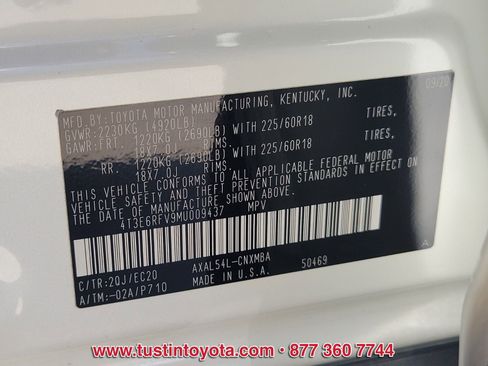 MFD.BY:TOYOTA MOTOR MANUFACTURING, KENTUCKY, INC. 09/20
GVWR:2230KG (4920LB)
GAWR:FRT. 1220KG (2690LB) WITH 225/60R18 TIRES,
18X7.0J RIMS.
RR. 1220KG (2690LB) WITH 225/60R18 TIRES,
18X7.0J RIMS.
THIS VEHICLE CONFORMS TO ALL APPLICABLE FEDERAL MOTOR
VEHICLE SAFETY AND THEFT PREVENTION STANDARDS IN EFFECT
ON THE DATE OF MANUFACTURE SHOWN ABOVE.
4T3E6RFV9MU009437 MPV
C/TR:2QJ/EC20 AXAL54L-CNXMBA A
A/TM:-02A/P710 MADE IN U.S.A. 50469
www.tustintoyota.com • 877 360 7744